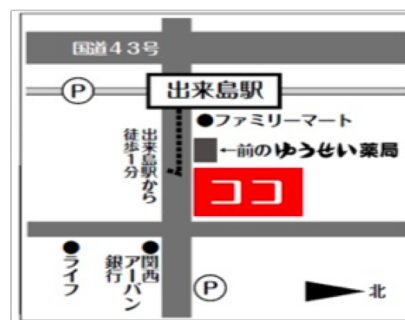 国道43号
P
出来島駅
●ファミリーマート
←前のゆうせい薬局
出来島駅から
徒歩1分
ココ
●ライフ
●関西
アーバン
銀行
P
北